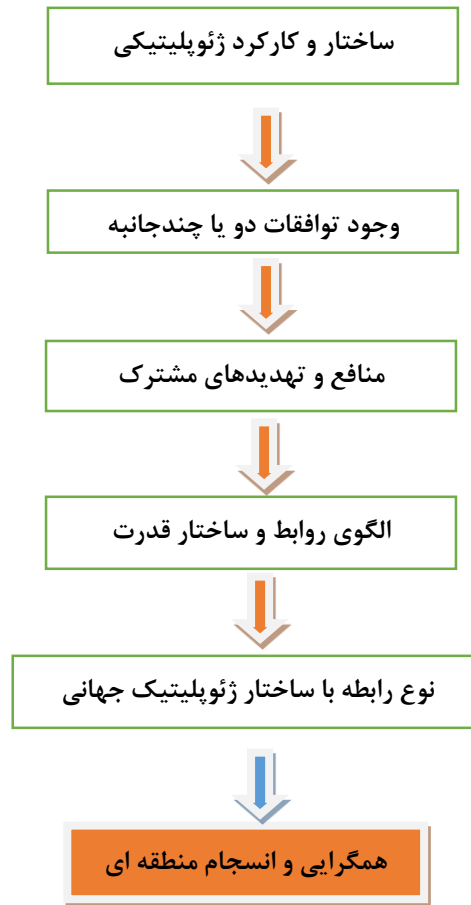 ساختار و کارکرد ژئوپلیتیکی
وجود توافقات دو یا چندجانبه
منافع و تهدیدهای مشترک
الگوی روابط و ساختار قدرت
نوع رابطه با ساختار ژئوپلیتیک جهانی
همگرایی و انسجام منطقه ای